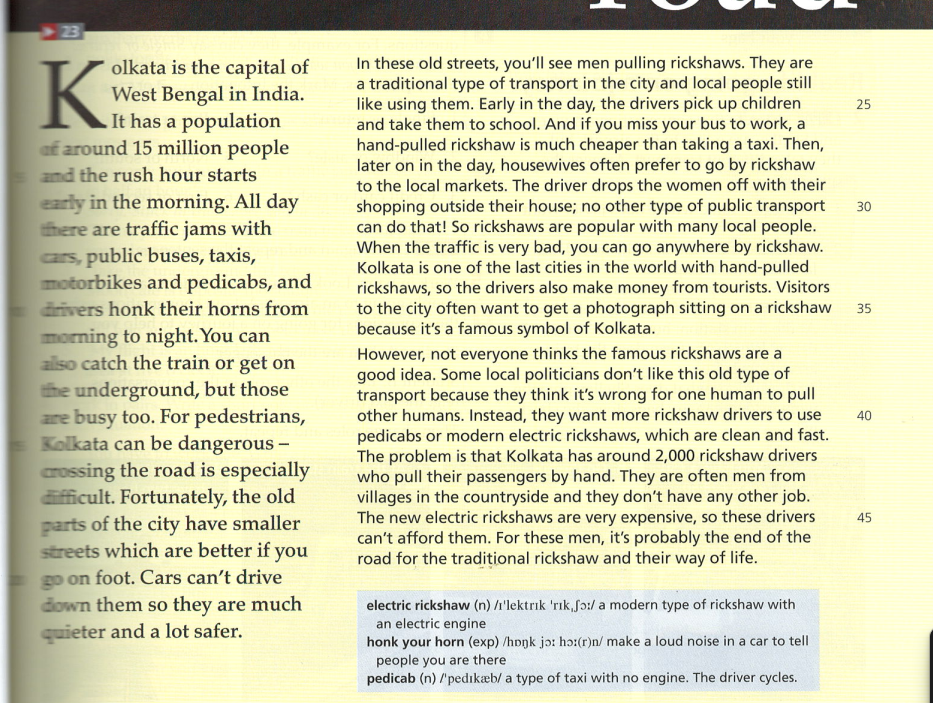 23
Kolkata is the capital of
West Bengal in India.
It has a population
of around 15 million people
and the rush hour starts
early in the morning. All day
there are traffic jams with
cars, public buses, taxis,
motorbikes and pedicabs, and
drivers honk their horns from
morning to night. You can
also catch the train or get on
the underground, but those
are busy too. For pedestrians,
Kolkata can be dangerous –
crossing the road is especially
difficult. Fortunately, the old
parts of the city have smaller
streets which are better if you
go on foot. Cars can't drive
down them so they are much
quieter and a lot safer.
In these old streets, you'll see men pulling rickshaws. They are
a traditional type of transport in the city and local people still
like using them. Early in the day, the drivers pick up children 25
and take them to school. And if you miss your bus to work, a
hand-pulled rickshaw is much cheaper than taking a taxi. Then,
later on in the day, housewives often prefer to go by rickshaw
to the local markets. The driver drops the women off with their
shopping outside their house; no other type of public transport 30
can do that! So rickshaws are popular with many local people.
When the traffic is very bad, you can go anywhere by rickshaw.
Kolkata is one of the last cities in the world with hand-pulled
rickshaws, so the drivers also make money from tourists. Visitors
to the city often want to get a photograph sitting on a rickshaw 35
because it's a famous symbol of Kolkata.
However, not everyone thinks the famous rickshaws are a
good idea. Some local politicians don't like this old type of
transport because they think it's wrong for one human to pull
other humans. Instead, they want more rickshaw drivers to use 40
pedicabs or modern electric rickshaws, which are clean and fast.
The problem is that Kolkata has around 2,000 rickshaw drivers
who pull their passengers by hand. They are often men from
villages in the countryside and they don't have any other job.
The new electric rickshaws are very expensive, so these drivers 45
can't afford them. For these men, it's probably the end of the
road for the traditional rickshaw and their way of life.
electric rickshaw (n) /ɪˈlektrɪk ˈrɪkˌʃɔː/ a modern type of rickshaw with
an electric engine
honk your horn (exp) /hɒŋk jɔː hɔː(r)n/ make a loud noise in a car to tell
people you are there
pedicab (n) /ˈpedɪkæb/ a type of taxi with no engine. The driver cycles.